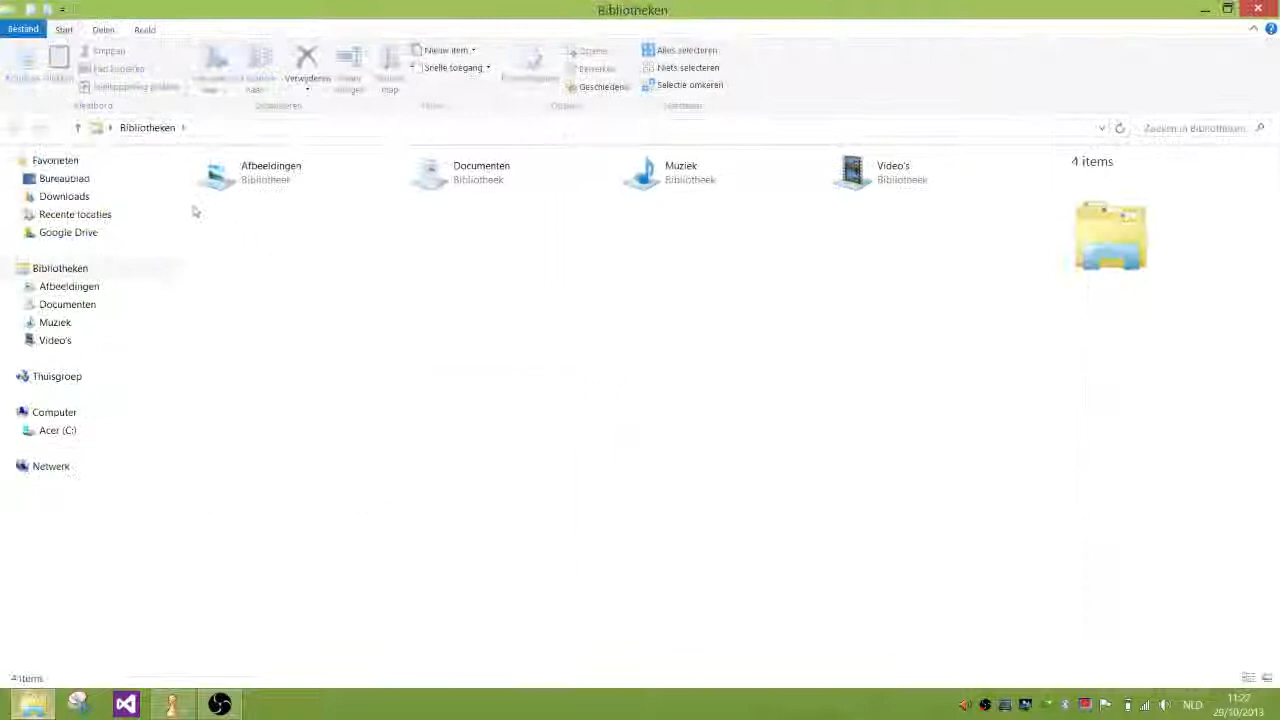 Bibliotheken
Bestand Start Delen Beeld
Verwijderen
Nieuw item
Snelle toegang
Geschiedenis
Alles selecteren
Niets selecteren
Selectie omkeren
Klembord
Bibliotheken
Zoeken in Bibliotheken
Favorieten
Bureaublad
Downloads
Recente locaties
Google Drive
Bibliotheken
Afbeeldingen
Documenten
Muziek
Video's
Thuisgroep
Computer
Acer (C:)
Netwerk
Afbeeldingen
Bibliotheek
Documenten
Bibliotheek
Muziek
Bibliotheek
Video's
Bibliotheek
4 items
4 items
NLD
11:27
29/10/2013